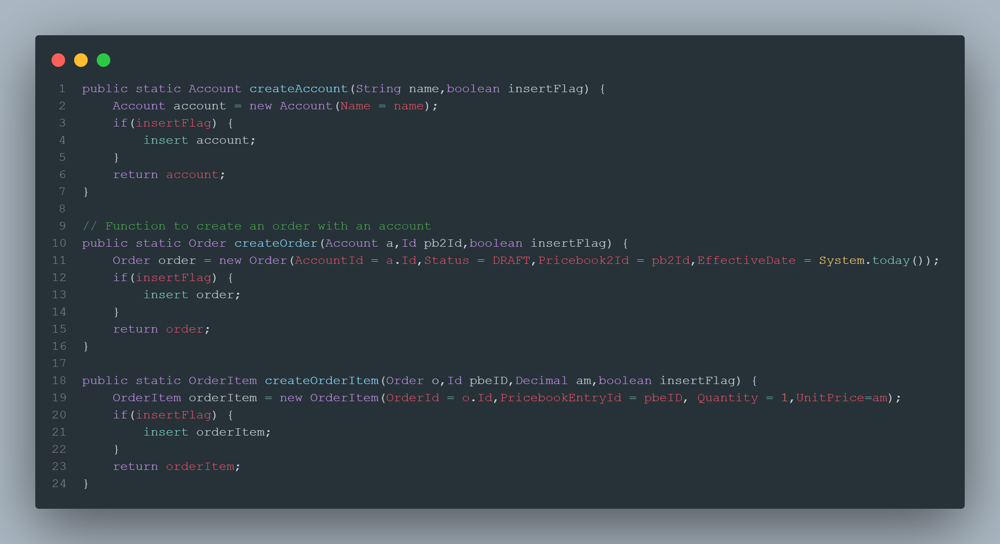 1 public static Account createAccount(String name,boolean insertFlag) {
2     Account account = new Account(Name = name);
3     if(insertFlag) {
4         insert account;
5     }
6     return account;
7 }
8
9 // Function to create an order with an account
10 public static Order createOrder(Account a,Id pb2Id,boolean insertFlag) {
11     Order order = new Order(AccountId = a.Id,Status = DRAFT,Pricebook2Id = pb2Id,EffectiveDate = System.today());
12     if(insertFlag) {
13         insert order;
14     }
15     return order;
16 }
17
18 public static OrderItem createOrderItem(Order o,Id pbeID,Decimal am,boolean insertFlag) {
19     OrderItem orderItem = new OrderItem(OrderId = o.Id,PricebookEntryId = pbeID, Quantity = 1,UnitPrice=am);
20     if(insertFlag) {
21         insert orderItem;
22     }
23     return orderItem;
24 }